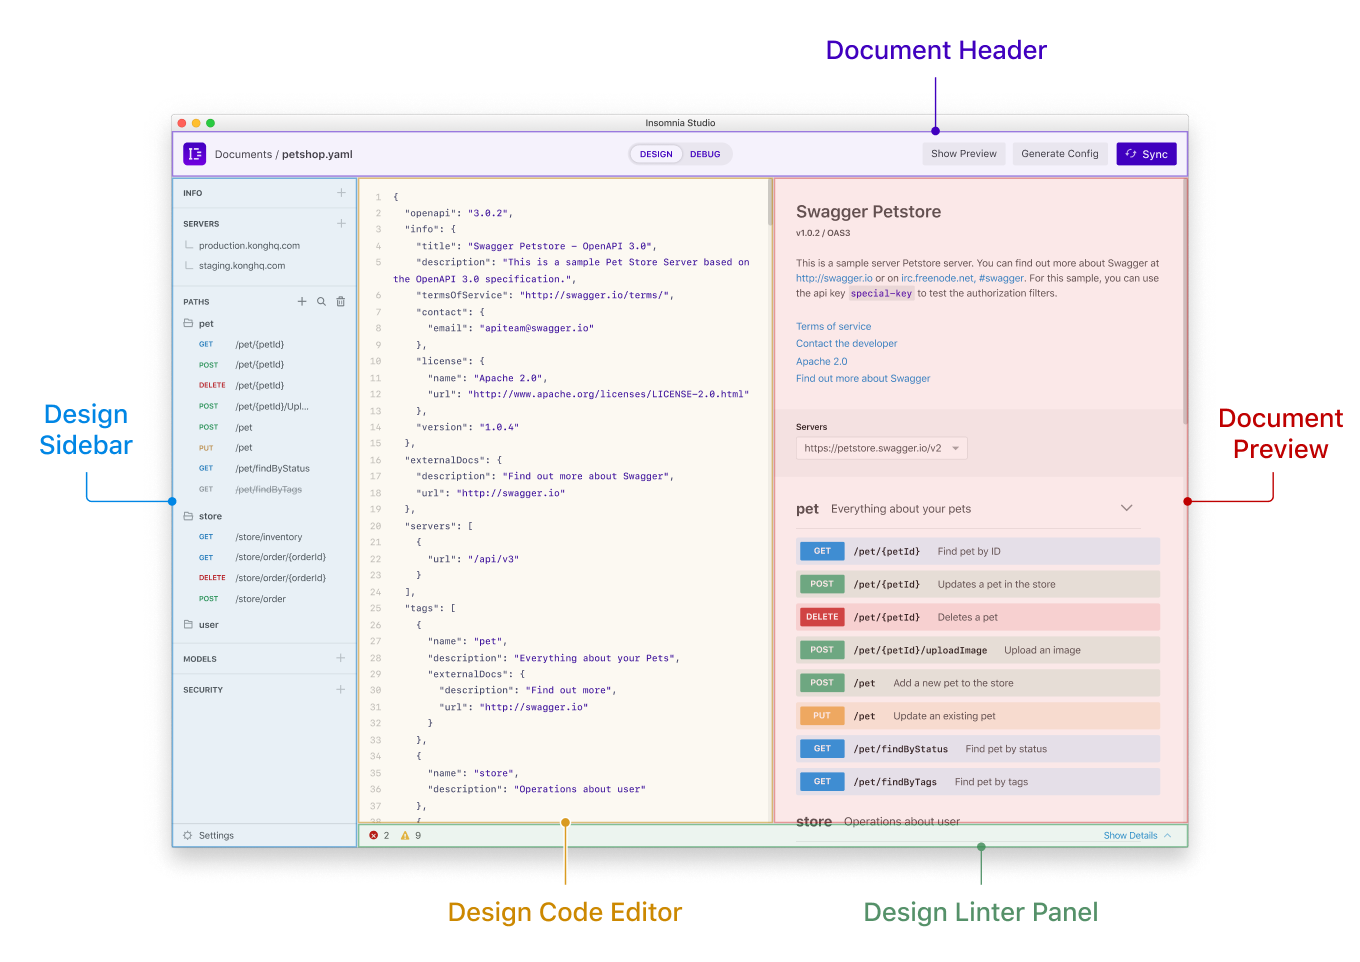 Document Header
Insomnia Studio
Documents / petshop.yaml
DESIGN DEBUG
Show Preview
Generate Config
Sync
Design
Sidebar
INFO
SERVERS
production.konghq.com
staging.konghq.com
PATHS
pet
GET /pet/{petId}
POST /pet/{petId}
DELETE /pet/{petId}
POST /pet/{petId}/Upl...
POST /pet
PUT /pet
GET /pet/findByStatus
GET /pet/findByTags
store
GET /store/inventory
GET /store/order/{orderId}
DELETE /store/order/{orderId}
POST /store/order
user
MODELS
SECURITY
Settings
1 {
2 "openapi": "3.0.2",
3 "info": {
4 "title": "Swagger Petstore – OpenAPI 3.0",
5 "description": "This is a sample Pet Store Server based on
the OpenAPI 3.0 specification.",
6 "termsOfService": "http://swagger.io/terms/",
7 "contact": {
8 "email": "apiteam@swagger.io"
9 },
10 "license": {
11 "name": "Apache 2.0",
12 "url": "http://www.apache.org/licenses/LICENSE-2.0.html"
13 },
14 "version": "1.0.4"
15 },
16 "externalDocs": {
17 "description": "Find out more about Swagger",
18 "url": "http://swagger.io"
19 },
20 "servers": [
21 {
22 "url": "/api/v3"
23 }
24 ],
25 "tags": [
26 {
27 "name": "pet",
28 "description": "Everything about your Pets",
29 "externalDocs": {
30 "description": "Find out more",
31 "url": "http://swagger.io"
32 }
33 },
34 {
35 "name": "store",
36 "description": "Operations about user"
37 },
38 {
Swagger Petstore
v1.0.2 / OAS3
This is a sample server Petstore server. You can find out more about Swagger at
http://swagger.io or on irc.freenode.net, #swagger. For this sample, you can use
the api key special-key to test the authorization filters.
Terms of service
Contact the developer
Apache 2.0
Find out more about Swagger
Servers
https://petstore.swagger.io/v2
pet Everything about your pets
GET /pet/{petId} Find pet by ID
POST /pet/{petId} Updates a pet in the store
DELETE /pet/{petId} Deletes a pet
POST /pet/{petId}/uploadImage Upload an image
POST /pet Add a new pet to the store
PUT /pet Update an existing pet
GET /pet/findByStatus Find pet by status
GET /pet/findByTags Find pet by tags
store Operations about user
2 9
Show Details
Document
Preview
Design Code Editor
Design Linter Panel